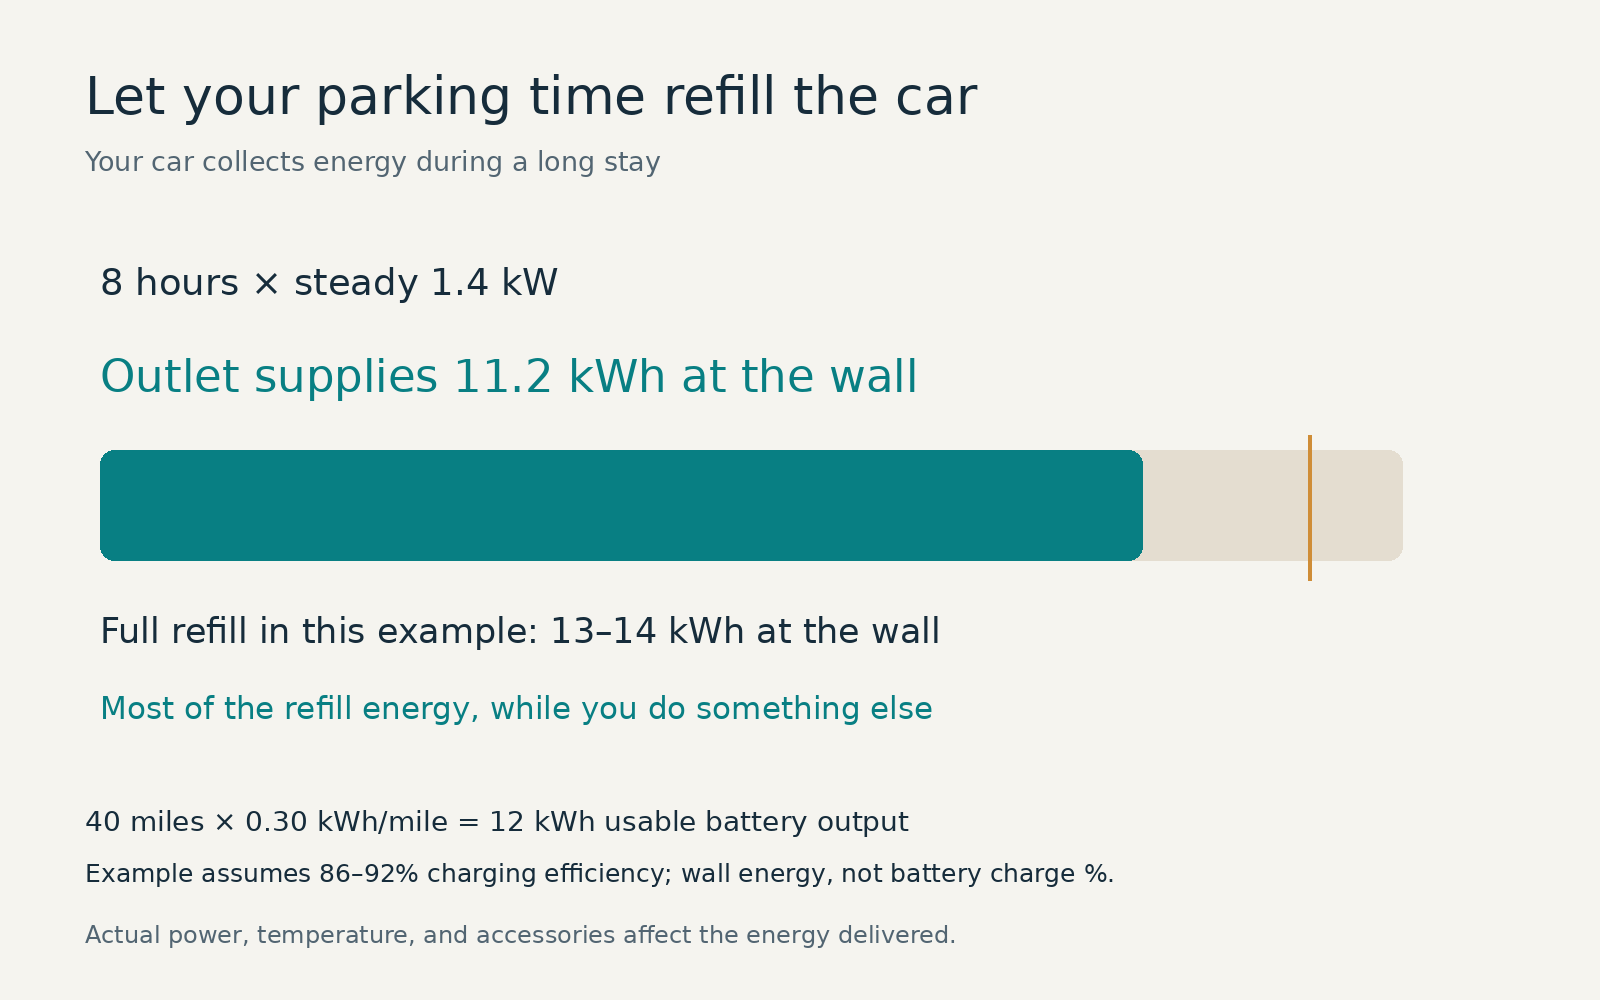 Let your parking time refill the car
Your car collects energy during a long stay
8 hours × steady 1.4 kW
Outlet supplies 11.2 kWh at the wall
Full refill in this example: 13–14 kWh at the wall
Most of the refill energy, while you do something else
40 miles × 0.30 kWh/mile = 12 kWh usable battery output
Example assumes 86–92% charging efficiency; wall energy, not battery charge %.
Actual power, temperature, and accessories affect the energy delivered.